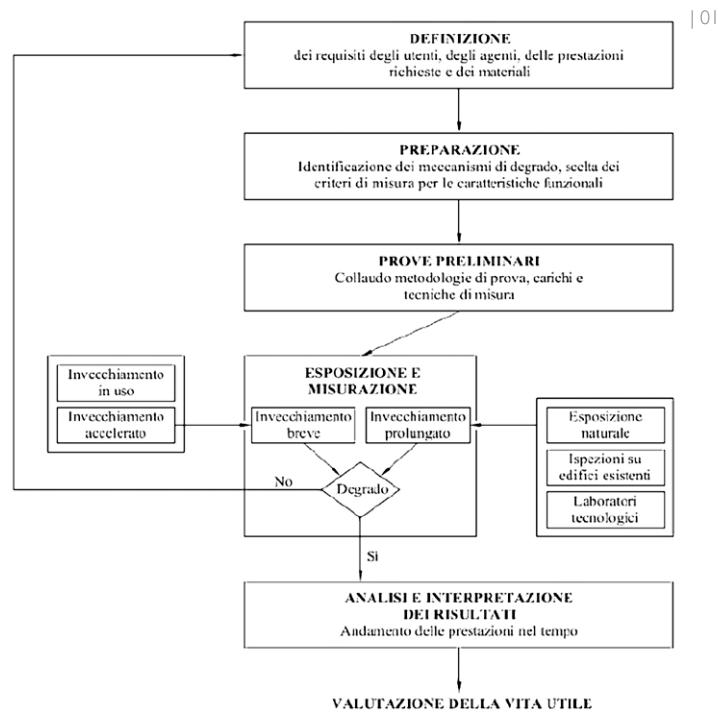 | 01
DEFINIZIONE
dei requisiti degli utenti, degli agenti, delle prestazioni
richieste e dei materiali
PREPARAZIONE
Identificazione dei meccanismi di degrado, scelta dei
criteri di misura per le caratteristiche funzionali
PROVE PRELIMINARI
Collaudo metodologie di prova, carichi e
tecniche di misura
ESPOSIZIONE E
MISURAZIONE
Invecchiamento
in uso
Invecchiamento
accelerato
Invecchiamento
breve
Invecchiamento
prolungato
Esposizione
naturale
Ispezioni su
edifici esistenti
Laboratori
tecnologici
No
Degrado
Sì
ANALISI E INTERPRETAZIONE
DEI RISULTATI
Andamento delle prestazioni nel tempo
VALUTAZIONE DELLA VITA UTILE